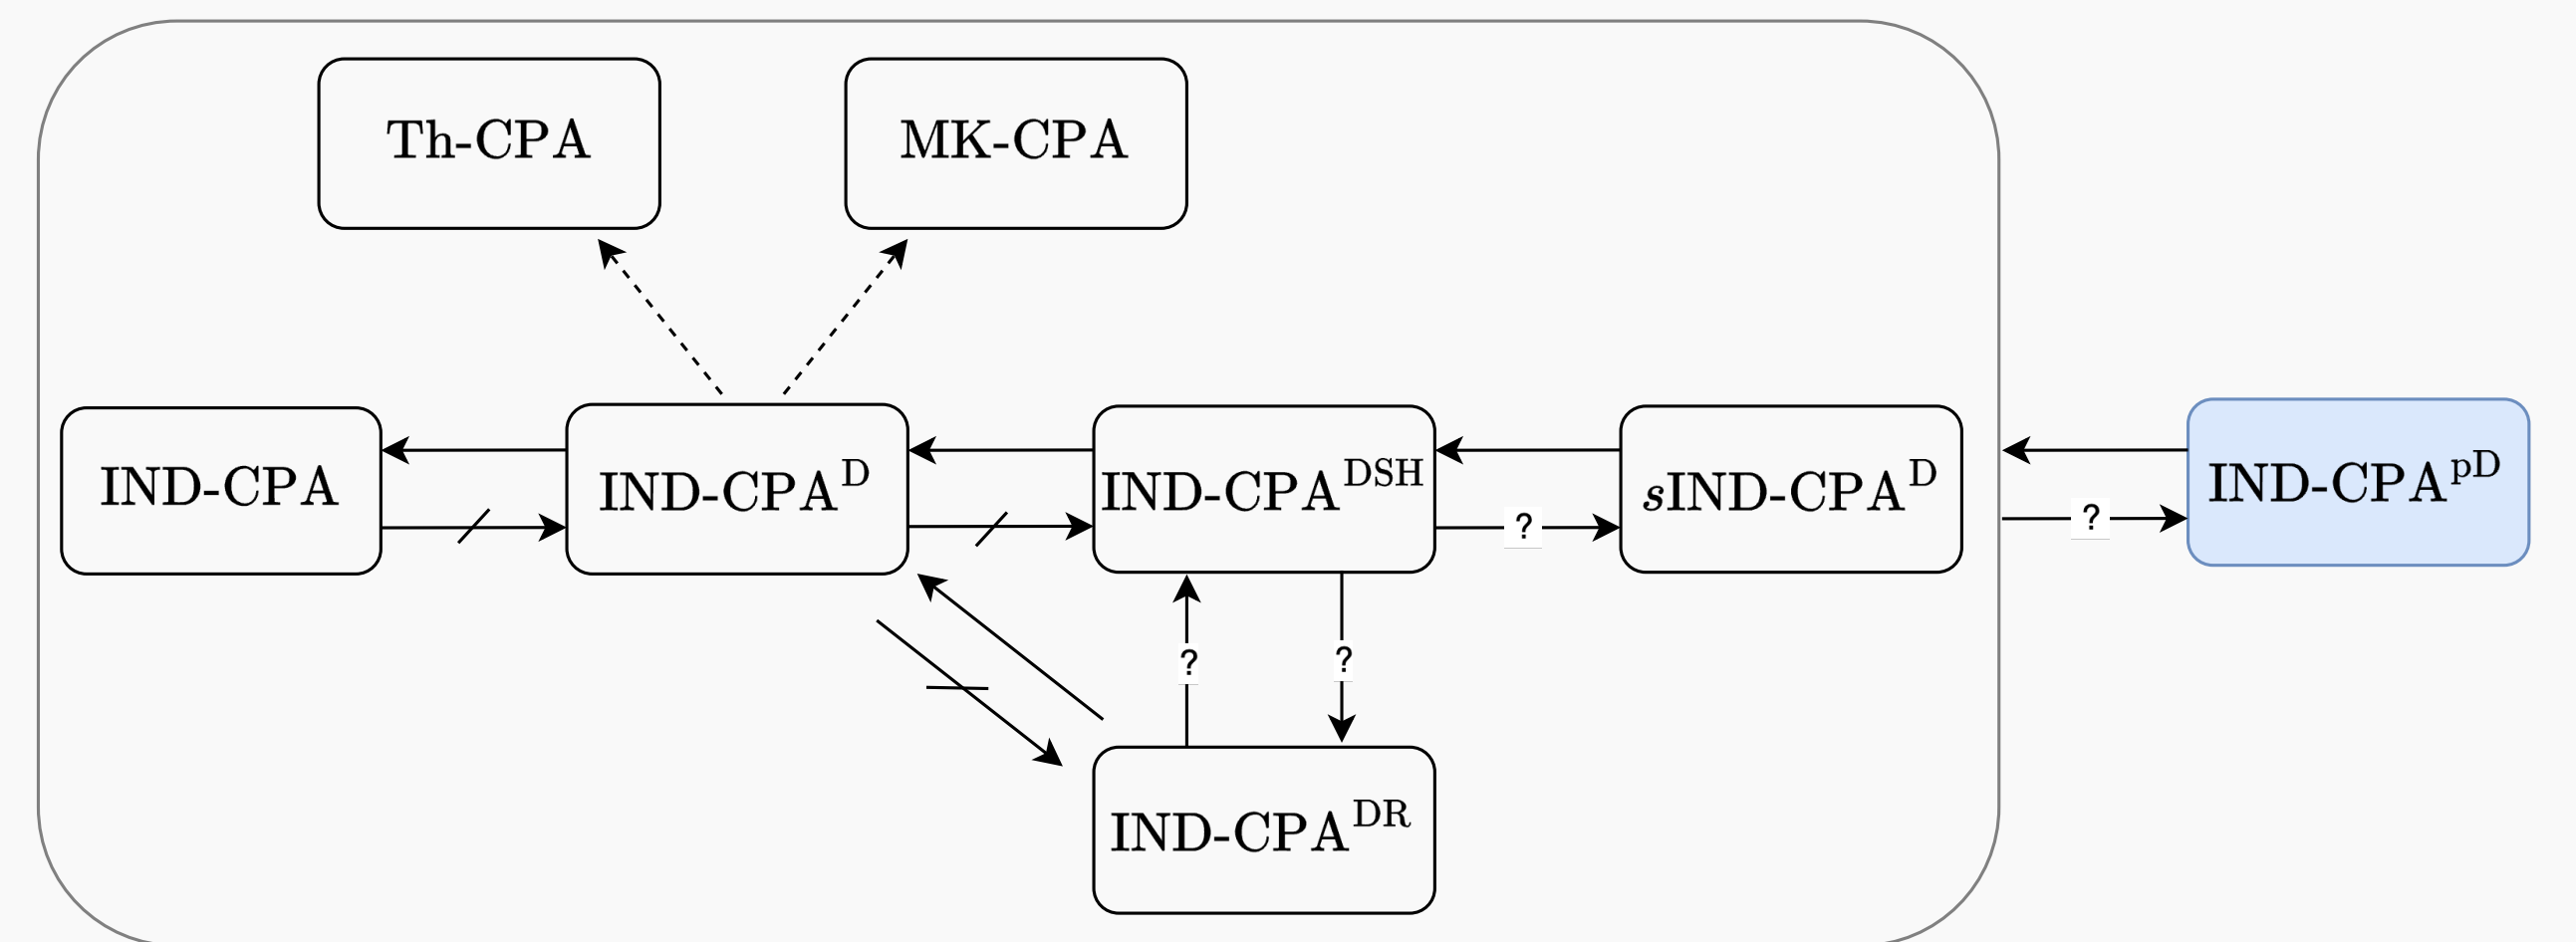 Th-CPA
MK-CPA
IND-CPA
IND-CPA^D
IND-CPA^DSH
?
sIND-CPA^D
?
IND-CPA^pD
?
?
IND-CPA^DR